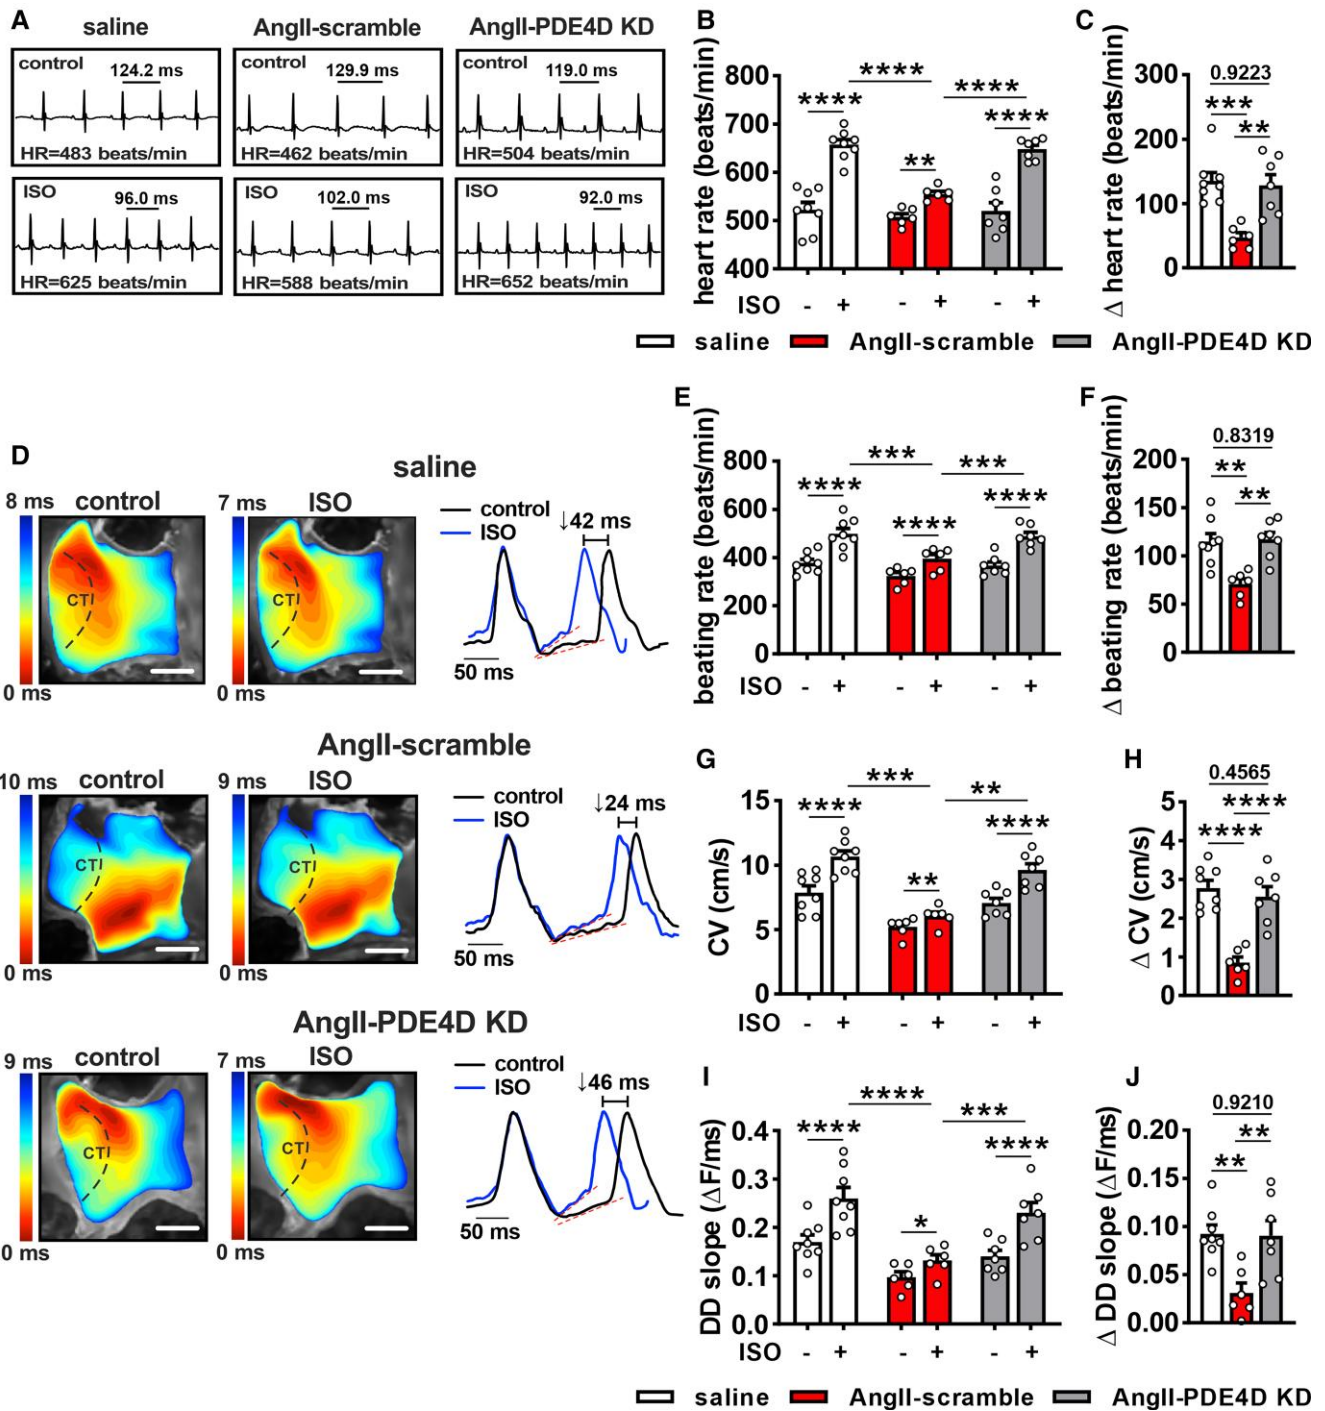 A
saline AngII-scramble AngII-PDE4D KD
control 124.2 ms HR=483 beats/min
control 129.9 ms HR=462 beats/min
control 119.0 ms HR=504 beats/min
ISO 96.0 ms HR=625 beats/min
ISO 102.0 ms HR=588 beats/min
ISO 92.0 ms HR=652 beats/min
B
heart rate (beats/min)
800
700
600
500
400
**** **** ** **** ****
ISO - + - + - +
C
Δ heart rate (beats/min)
300
200
100
0
0.9223
***
**
saline AngII-scramble AngII-PDE4D KD
D
saline
8 ms control 7 ms ISO
CT CT
0 ms 0 ms
control
ISO
↓42 ms
50 ms
AngII-scramble
10 ms control 9 ms ISO
CT CT
0 ms 0 ms
control
ISO
↓24 ms
50 ms
AngII-PDE4D KD
9 ms control 7 ms ISO
CT CT
0 ms 0 ms
control
ISO
↓46 ms
50 ms
E
beating rate (beats/min)
800
600
400
200
0
*** ***
**** **** ****
ISO - + - + - +
F
Δ beating rate (beats/min)
200
150
100
50
0
0.8319
**
**
G
CV (cm/s)
15
10
5
0
*** **
**** ** ****
ISO - + - + - +
H
Δ CV (cm/s)
5
4
3
2
1
0
0.4565
****
****
I
DD slope (ΔF/ms)
0.4
0.3
0.2
0.1
0.0
**** ***
**** * ****
ISO - + - + - +
J
Δ DD slope (ΔF/ms)
0.20
0.15
0.10
0.05
0.00
0.9210
**
**
saline AngII-scramble AngII-PDE4D KD